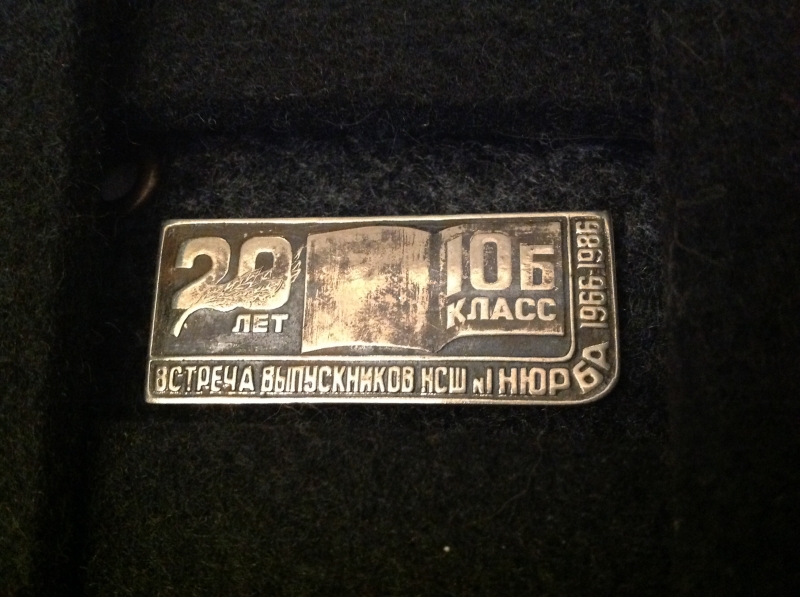 20
ЛЕТ
10Б
КЛАСС
ВСТРЕЧА ВЫПУСКНИКОВ НСШ №1 НЮРБА 1966-1986